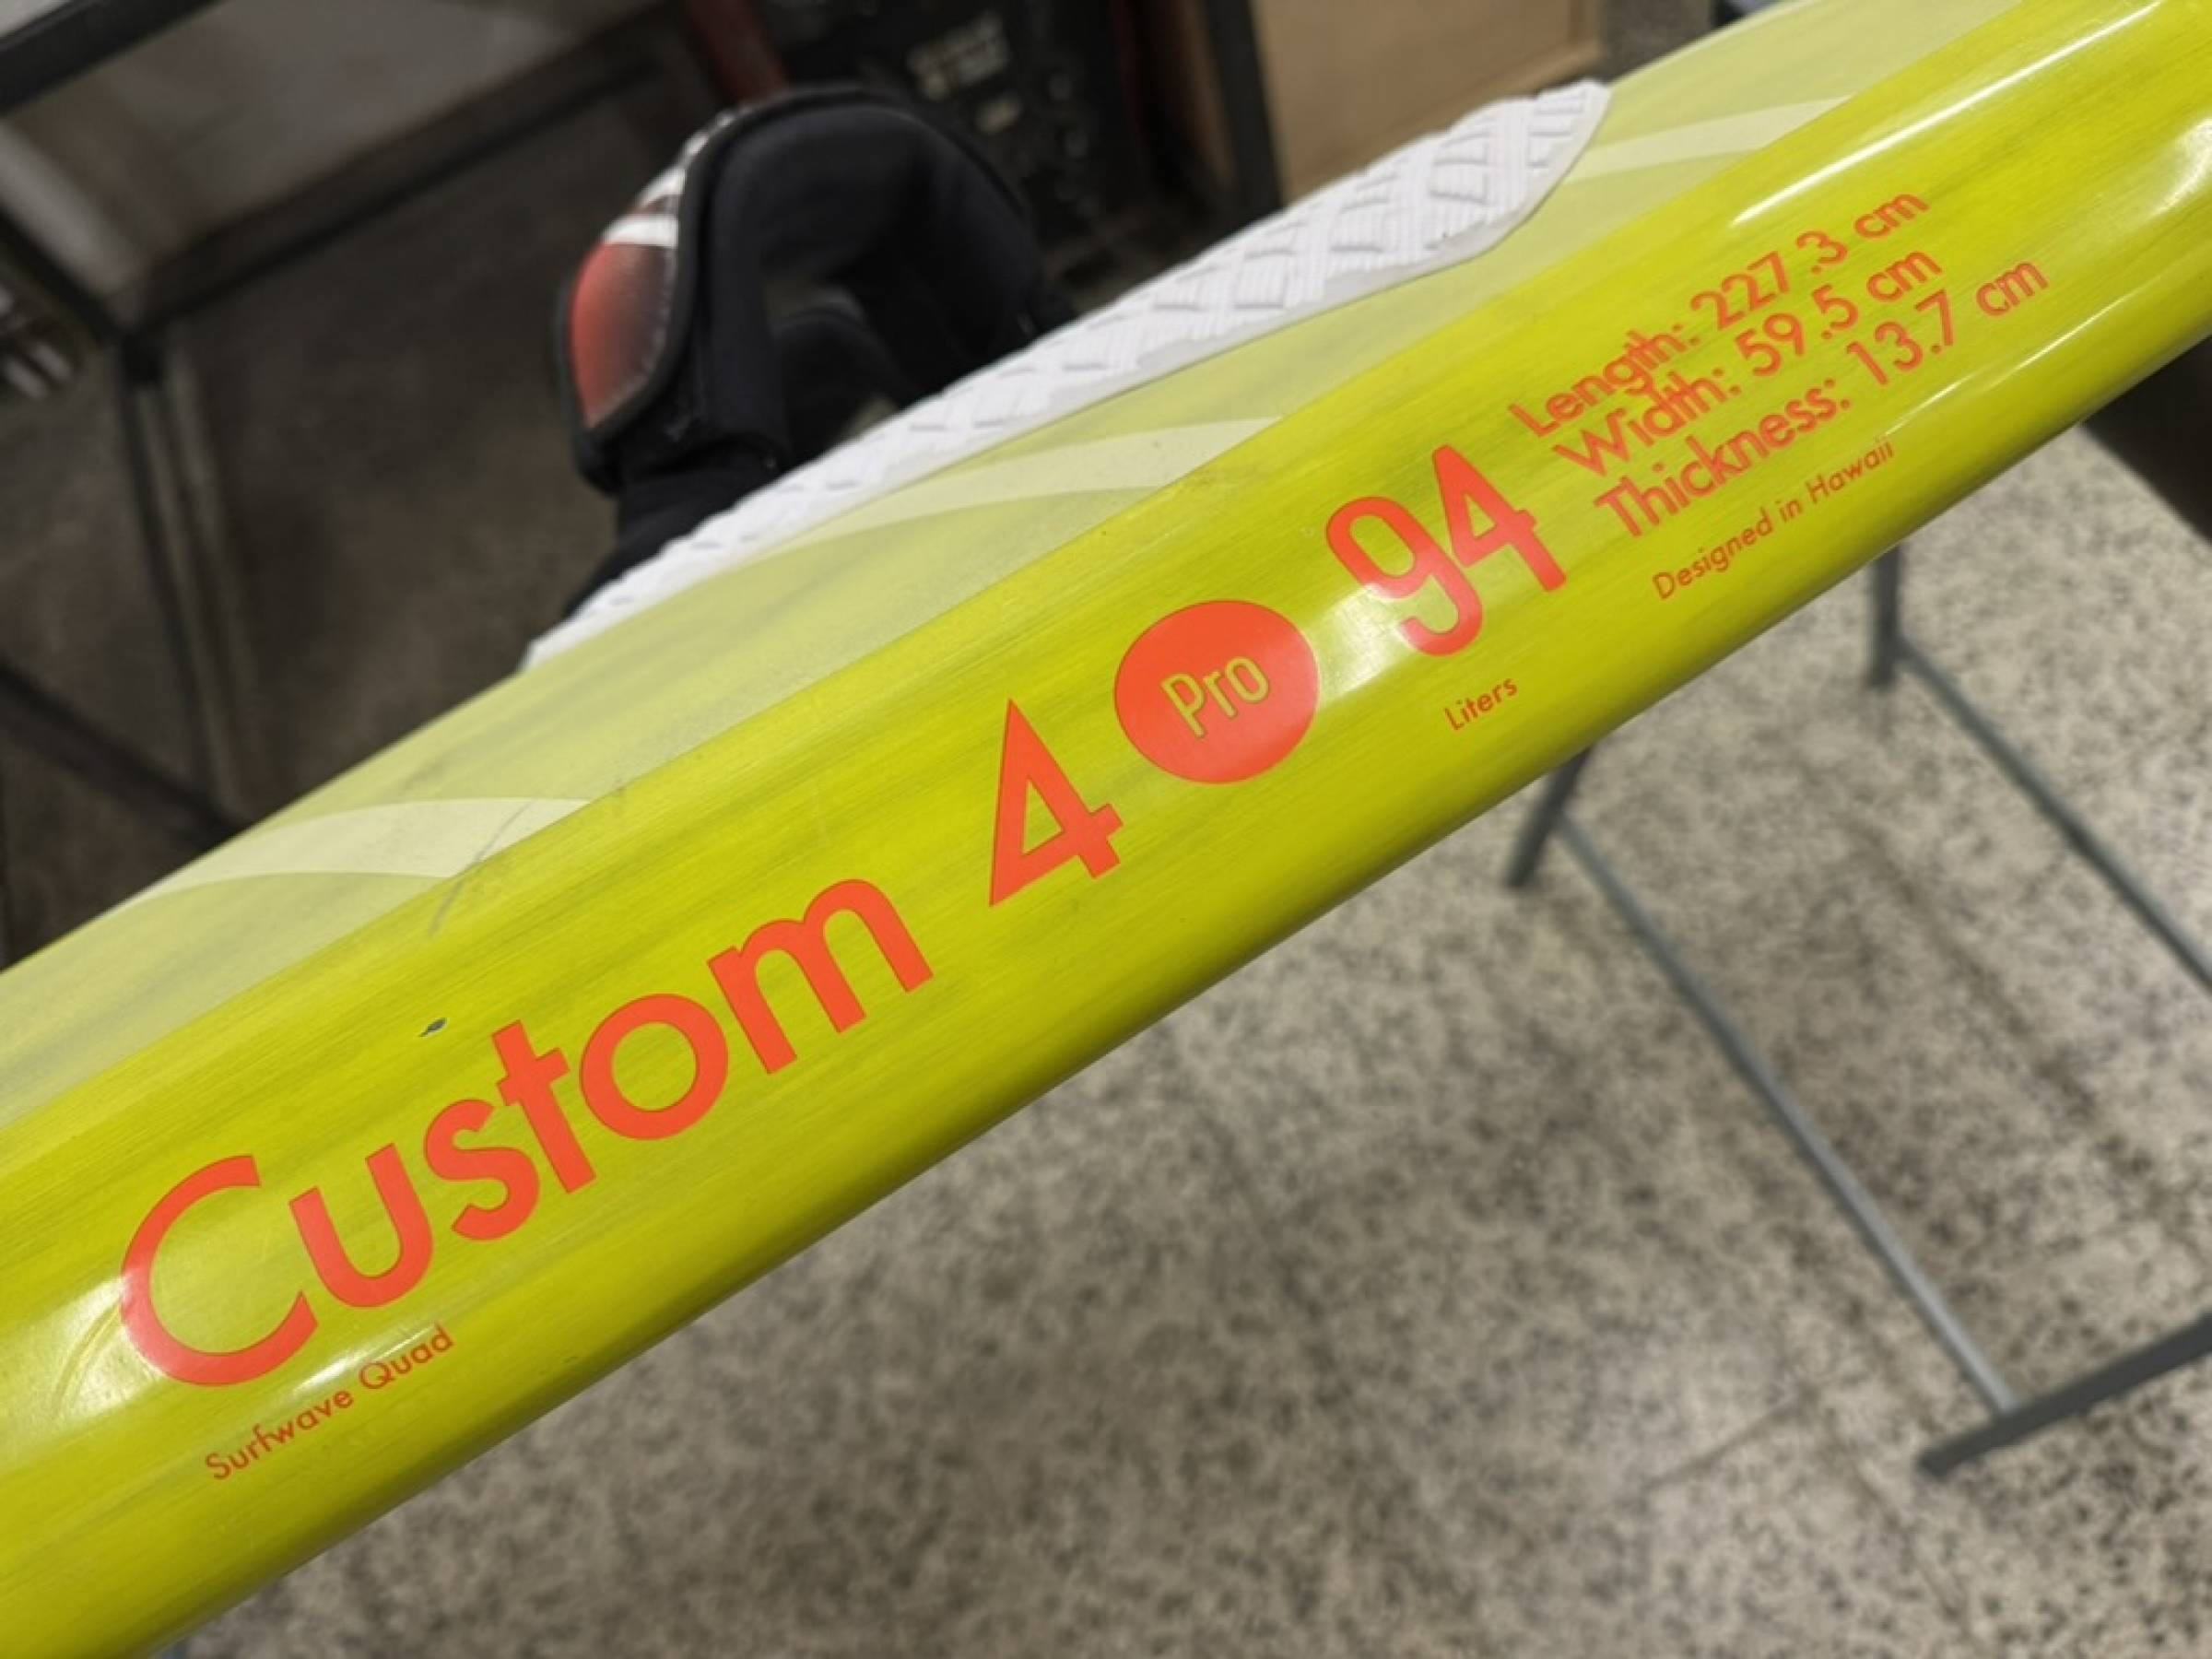 Custom 4 Pro 94
Surfwave Quad
Liters
Length: 227.3 cm
Width: 59.5 cm
Thickness: 13.7 cm
Designed in Hawaii